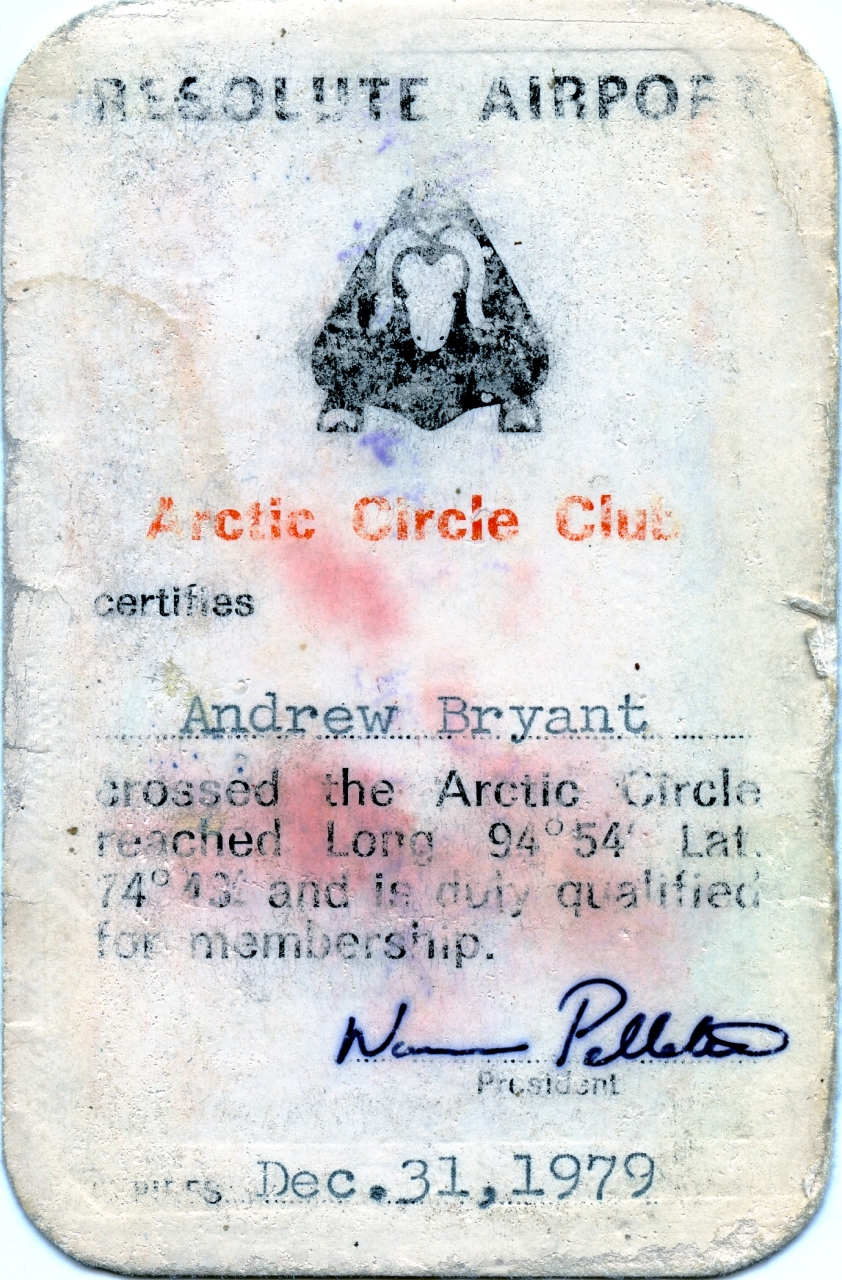 RESOLUTE AIRPORT
Arctic Circle Club
certifies
Andrew Bryant
crossed the Arctic Circle
reached Long 94°54' Lat.
74°43' and is duly qualified
for membership.
Pelletier
President
Dec.31,1979